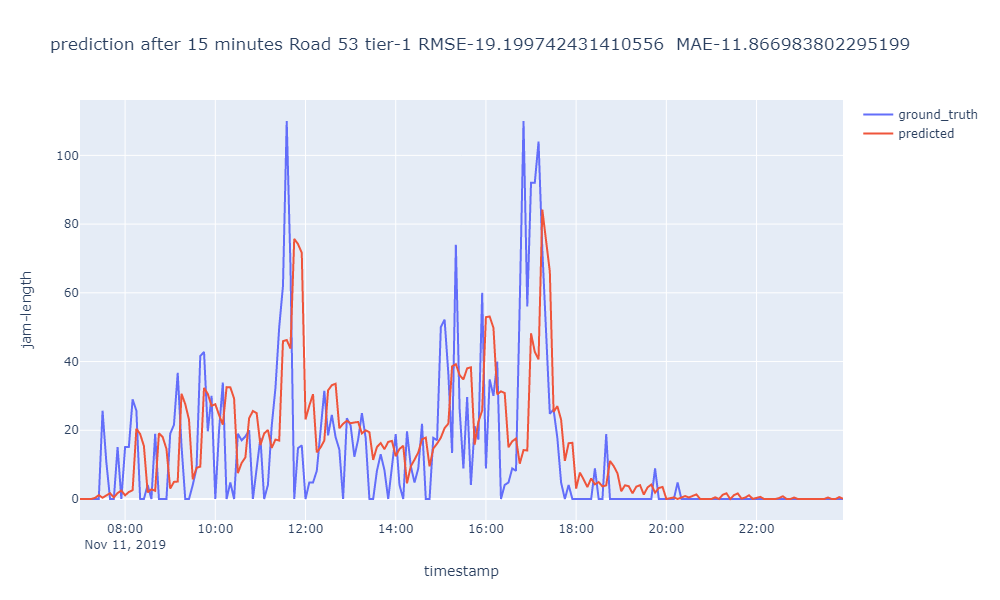 prediction after 15 minutes Road 53 tier-1 RMSE-19.199742431410556  MAE-11.866983802295199
ground_truth
predicted
100
80
60
40
20
0
jam-length
08:00 10:00 12:00 14:00 16:00 18:00 20:00 22:00
Nov 11, 2019
timestamp